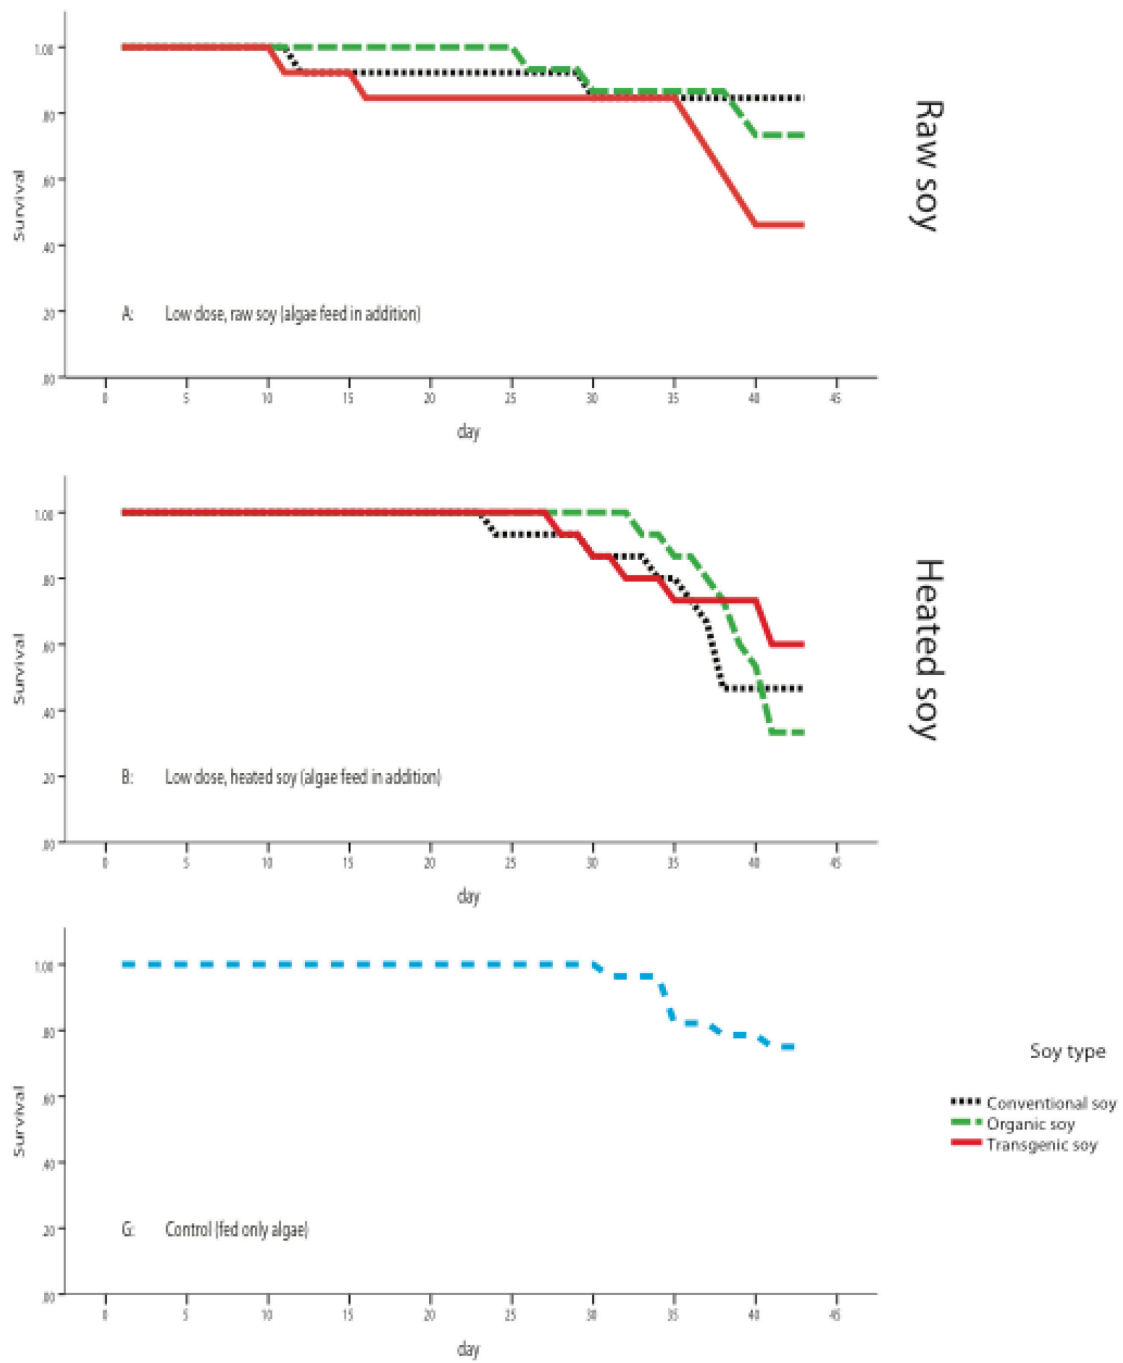 1.00
.80
.60
.40
.20
.00
Survival
A: Low dose, raw soy (algae feed in addition)
0 5 10 15 20 25 30 35 40 45
day
Raw soy
1.00
.80
.60
.40
.20
.00
Survival
B: Low dose, heated soy (algae feed in addition)
0 5 10 15 20 25 30 35 40 45
day
Heated soy
1.00
.80
.60
.40
.20
.00
Survival
G: Control (fed only algae)
0 5 10 15 20 25 30 35 40 45
day
Soy type
Conventional soy
Organic soy
Transgenic soy